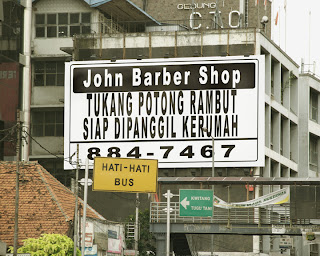 GEDUNG
CTC
John Barber Shop
TUKANG POTONG RAMBUT
SIAP DIPANGGIL KERUMAH
884-7467
HATI-HATI
BUS